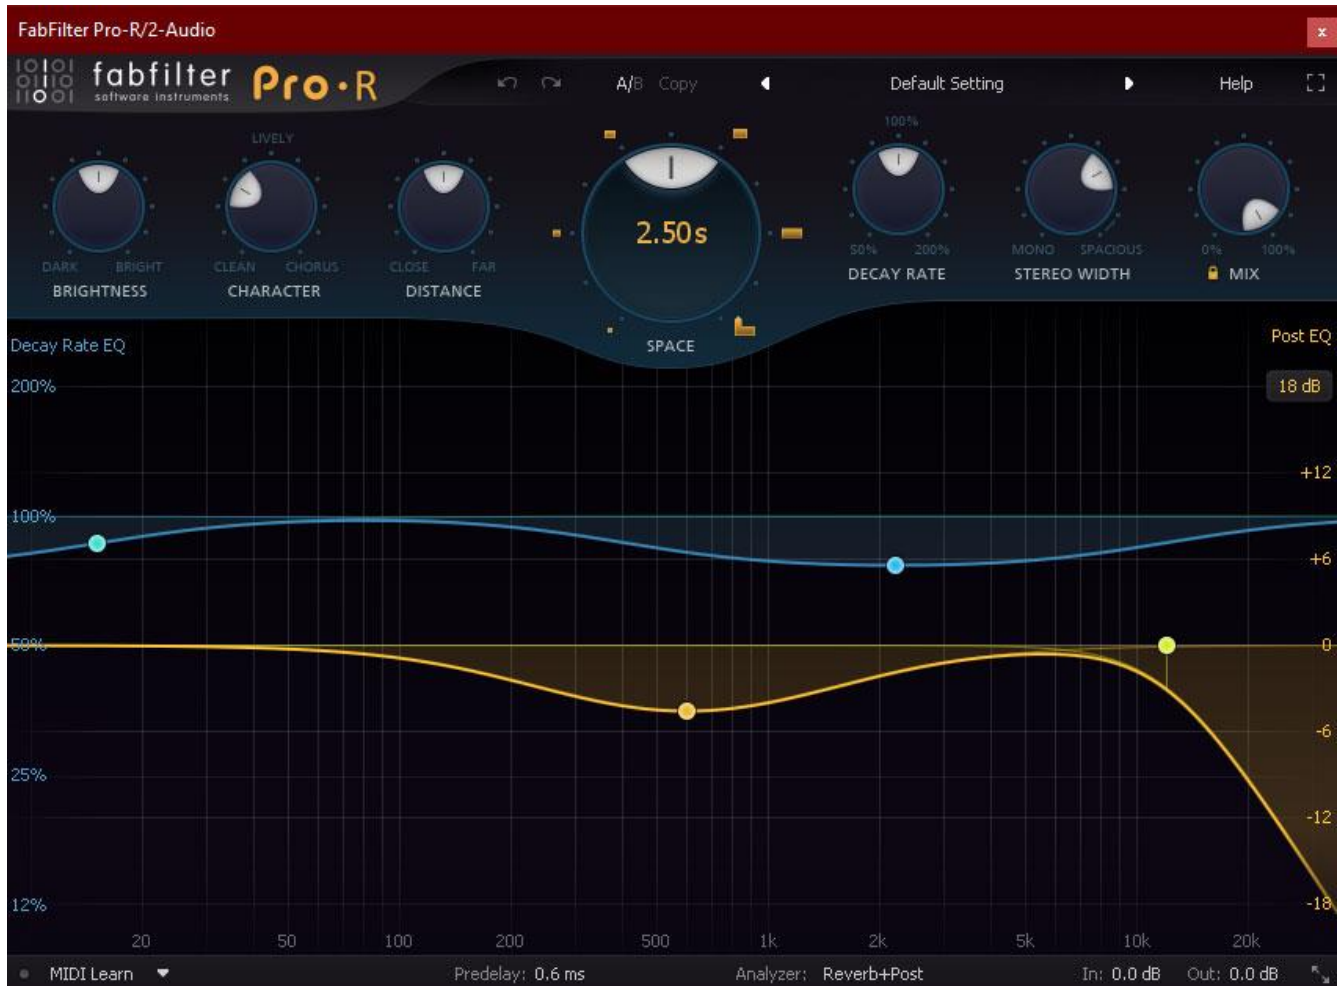 FabFilter Pro-R/2-Audio
x
fabfilter
software instruments
Pro·R
A/B Copy
Default Setting
Help
LIVELY
100%
DARK BRIGHT
BRIGHTNESS
CLEAN CHORUS
CHARACTER
CLOSE FAR
DISTANCE
2.50s
SPACE
50% 200%
DECAY RATE
MONO SPACIOUS
STEREO WIDTH
0% 100%
MIX
Decay Rate EQ
Post EQ
200%
18 dB
+12
100%
+6
50%
0
-6
25%
-12
12%
-18
20 50 100 200 500 1k 2k 5k 10k 20k
MIDI Learn Predelay: 0.6 ms Analyzer: Reverb+Post In: 0.0 dB Out: 0.0 dB